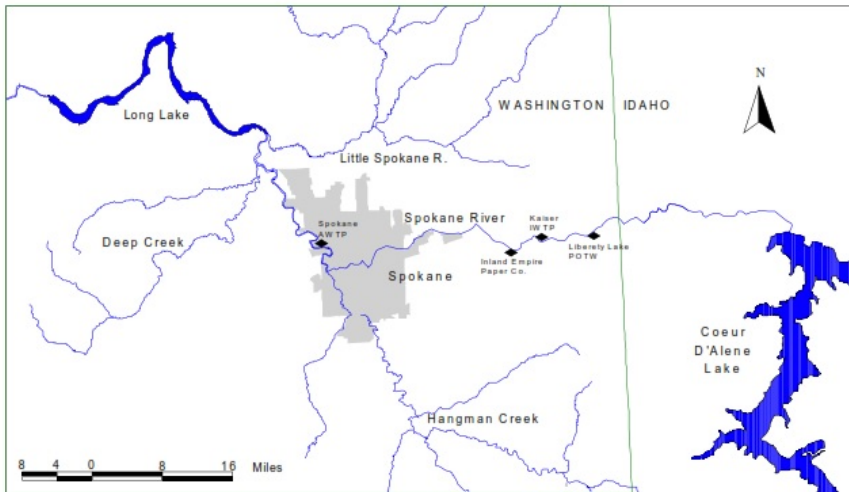 N
WASHINGTON IDAHO
Long Lake
Little Spokane R.
Spokane
AWTP
Spokane River
Kaiser
IWTP
Deep Creek
Inland Empire
Paper Co.
Liberety Lake
POTW
Spokane
Coeur
D'Alene
Lake
Hangman Creek
8 4 0 8 16 Miles